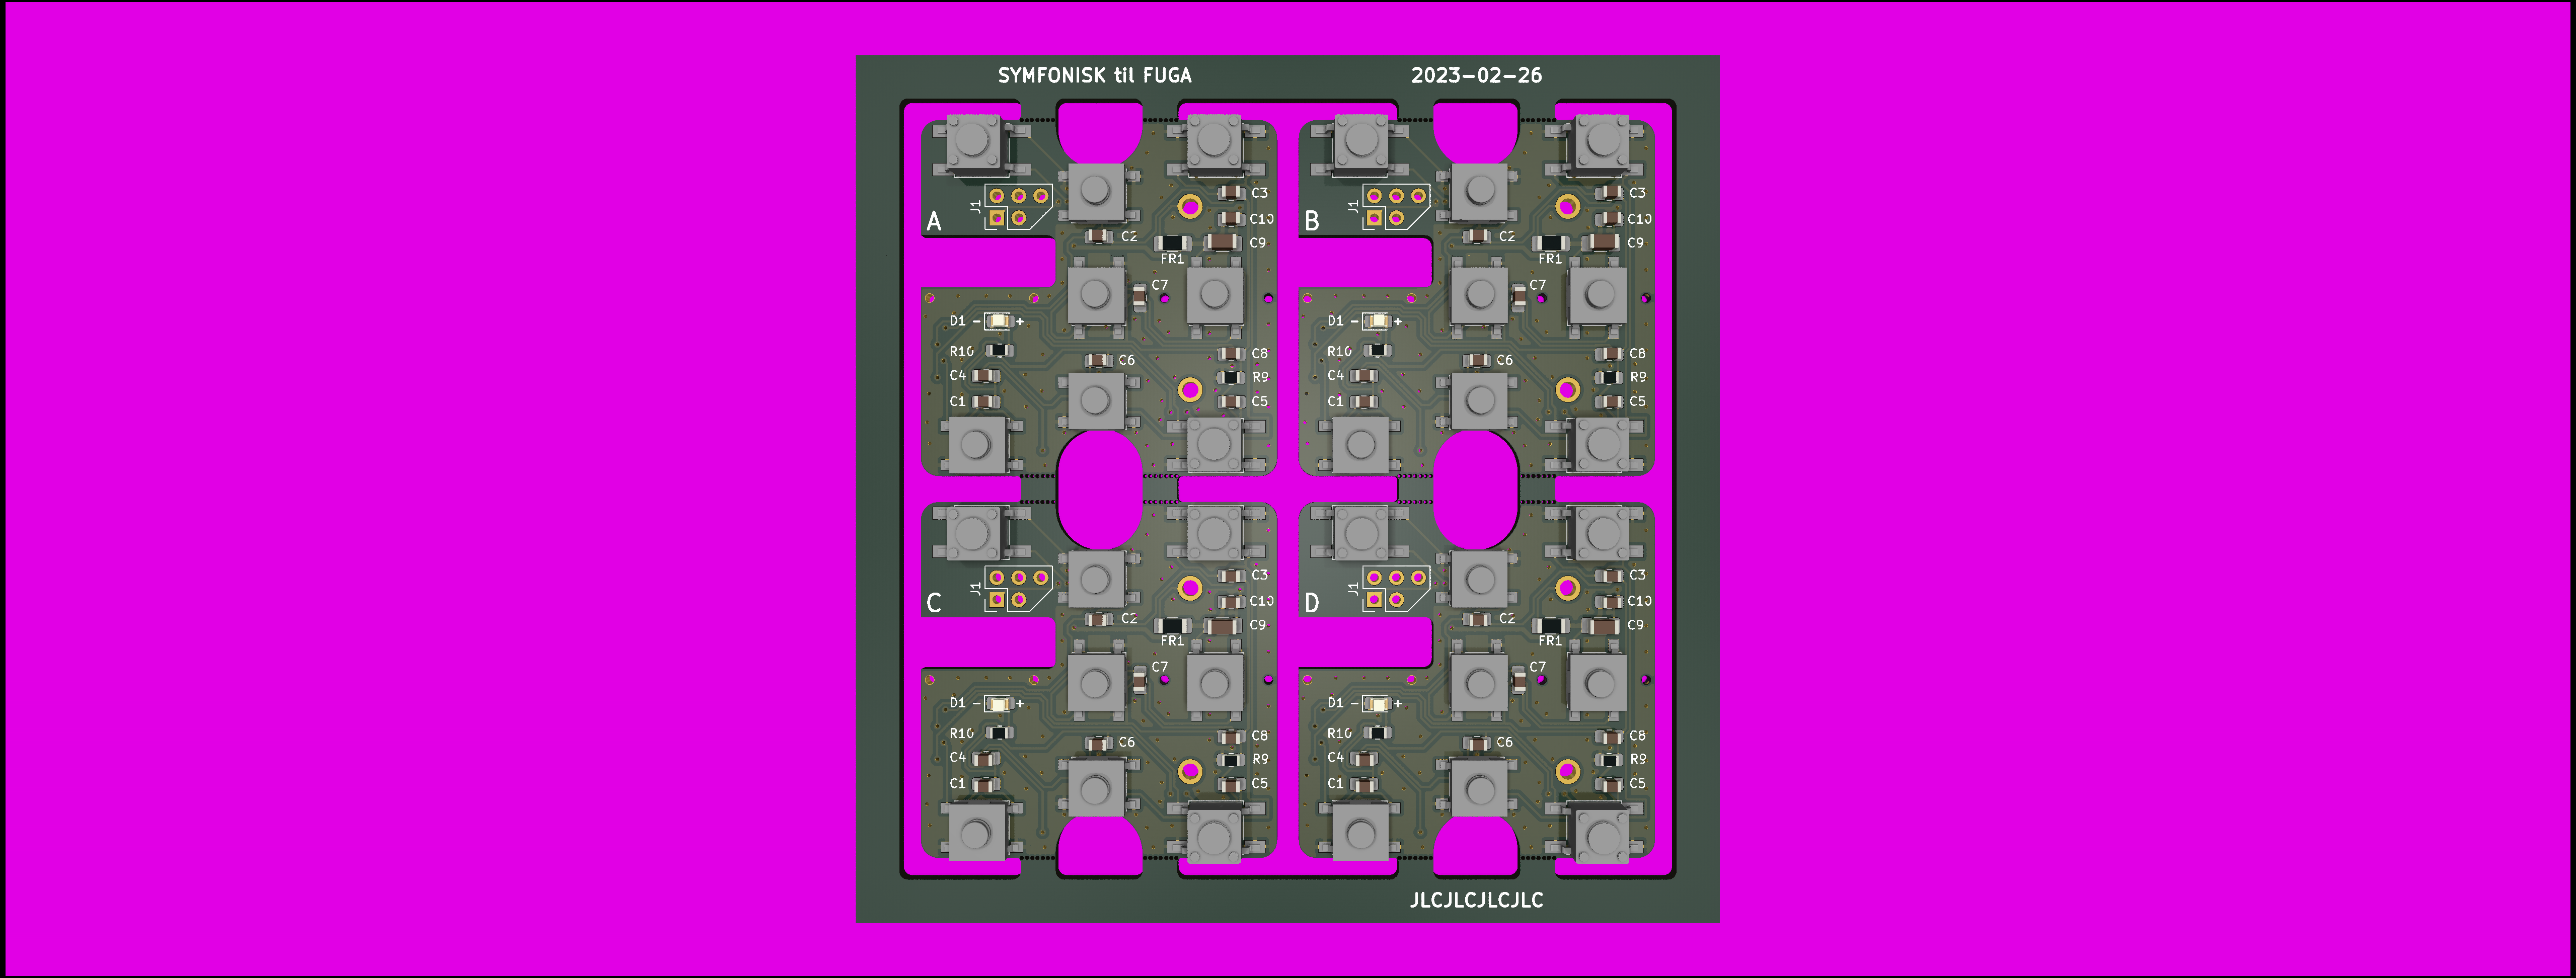 SYMFONISK til FUGA
2023-02-26
A
J1
C2
C3
C10
C9
FR1
C7
D1 - +
R10
C4
C1
C6
C8
R9
C5
B
J1
C2
C3
C10
C9
FR1
C7
D1 - +
R10
C4
C1
C6
C8
R9
C5
C
J1
C2
C3
C10
C9
FR1
C7
D1 - +
R10
C4
C1
C6
C8
R9
C5
D
J1
C2
C3
C10
C9
FR1
C7
D1 - +
R10
C4
C1
C6
C8
R9
C5
JLCJLCJLCJLC